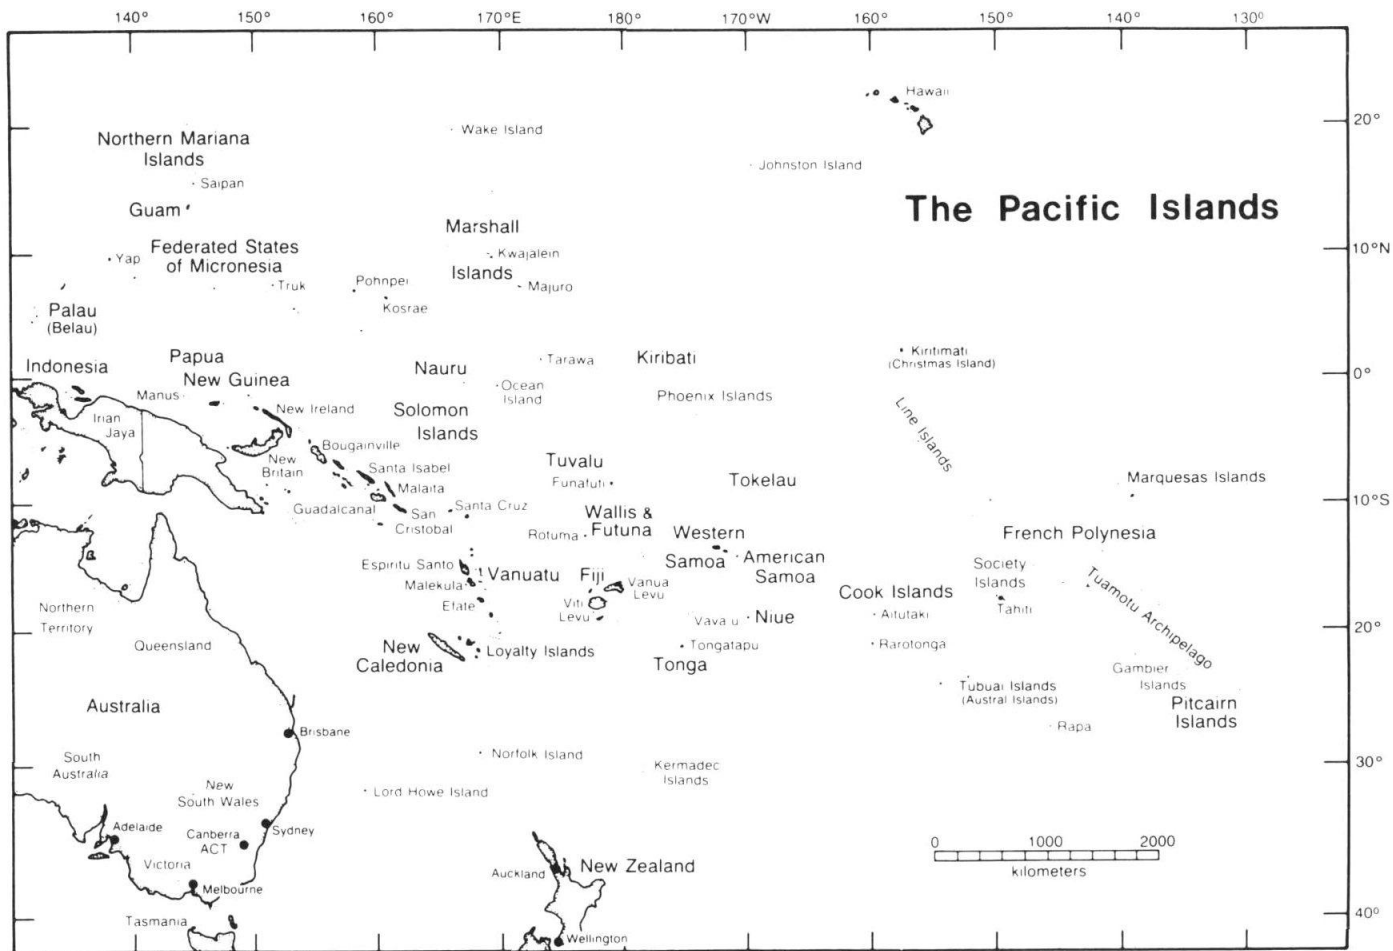 140°
150°
160°
170°E
180°
170°W
160°
150°
140°
130°
Hawaii
20°
Wake Island
Northern Mariana
Islands
Johnston Island
Saipan
The Pacific Islands
Guam
Marshall
Islands
Kwajalein
Majuro
10°N
Yap
Federated States
of Micronesia
Truk
Pohnpei
Kosrae
Palau
(Belau)
Kiritimati
(Christmas Island)
Indonesia
Papua
New Guinea
Nauru
Tarawa
Kiribati
0°
Manus
Ocean
Island
Phoenix Islands
Line Islands
Irian
Jaya
New Ireland
Solomon
Islands
Bougainville
New
Britain
Santa Isabel
Malaita
Tuvalu
Funafuti
Tokelau
Marquesas Islands
Guadalcanal
San
Cristobal
Santa Cruz
10°S
Wallis &
Futuna
Rotuma
Western
Samoa
American
Samoa
French Polynesia
Espiritu Santo
Malekula
Efate
Vanuatu
Fiji
Vanua
Levu
Viti
Levu
Society
Islands
Tahiti
Tuamotu Archipelago
Cook Islands
Aitutaki
Northern
Territory
Vava u
Niue
20°
Queensland
New
Caledonia
Loyalty Islands
Tongatapu
Tonga
Rarotonga
Gambier
Islands
Tubuai Islands
(Austral Islands)
Pitcairn
Islands
Australia
Rapa
Brisbane
South
Australia
Norfolk Island
Kermadec
Islands
30°
New
South Wales
Lord Howe Island
Adelaide
Canberra
ACT
Sydney
0
1000
2000
kilometers
Victoria
Melbourne
Auckland
New Zealand
Tasmania
40°
Wellington